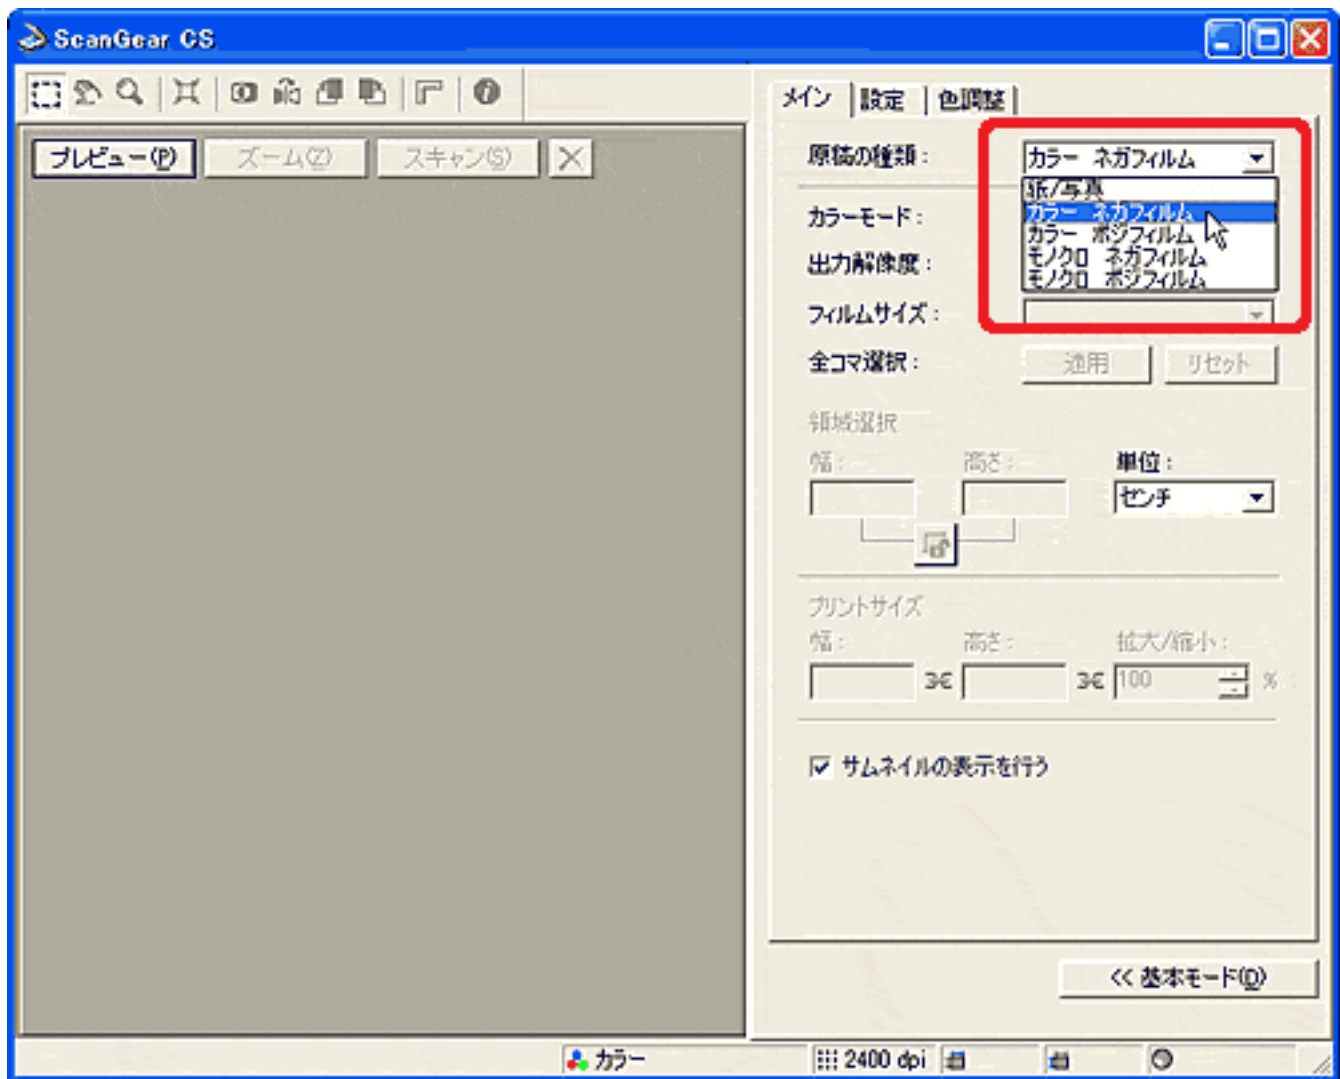 ScanGear CS
メイン 設定 色調整
プレビュー(P) ズーム(Z) スキャン(S)
原稿の種類： カラー ネガフィルム
紙/写真
カラー ネガフィルム
カラー ポジフィルム
モノクロ ネガフィルム
モノクロ ポジフィルム
カラーモード：
出力解像度：
フィルムサイズ：
全コマ選択： 適用 リセット
領域選択
幅： 高さ： 単位：
センチ
プリントサイズ
幅： 高さ： 拡大/縮小：
100 %
サムネイルの表示を行う
<< 基本モード(D)
カラー 2400 dpi